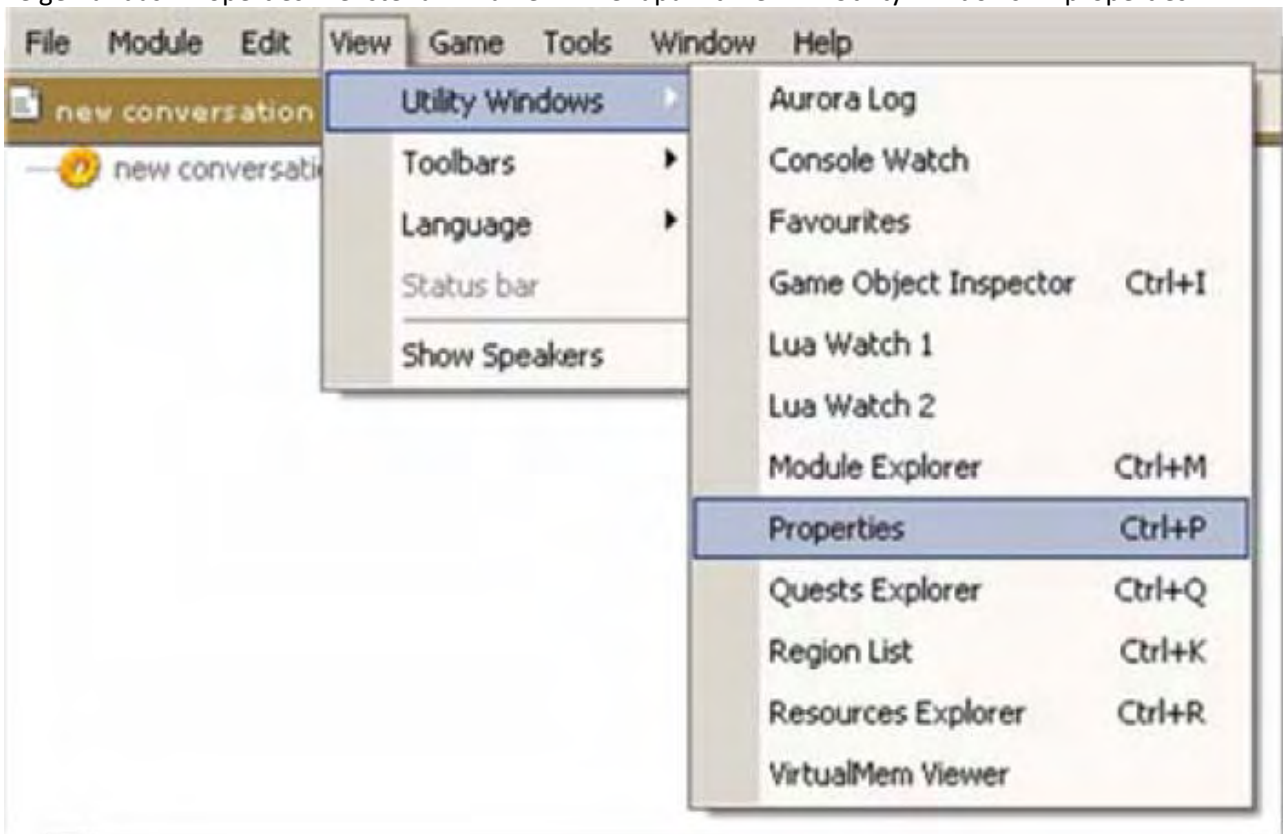 File Module Edit View Game Tools Window Help
new conversation
new conversati
Utility Windows
Toolbars
Language
Status bar
Show Speakers
Aurora Log
Console Watch
Favourites
Game Object Inspector Ctrl+I
Lua Watch 1
Lua Watch 2
Module Explorer Ctrl+M
Properties Ctrl+P
Quests Explorer Ctrl+Q
Region List Ctrl+K
Resources Explorer Ctrl+R
VirtualMem Viewer